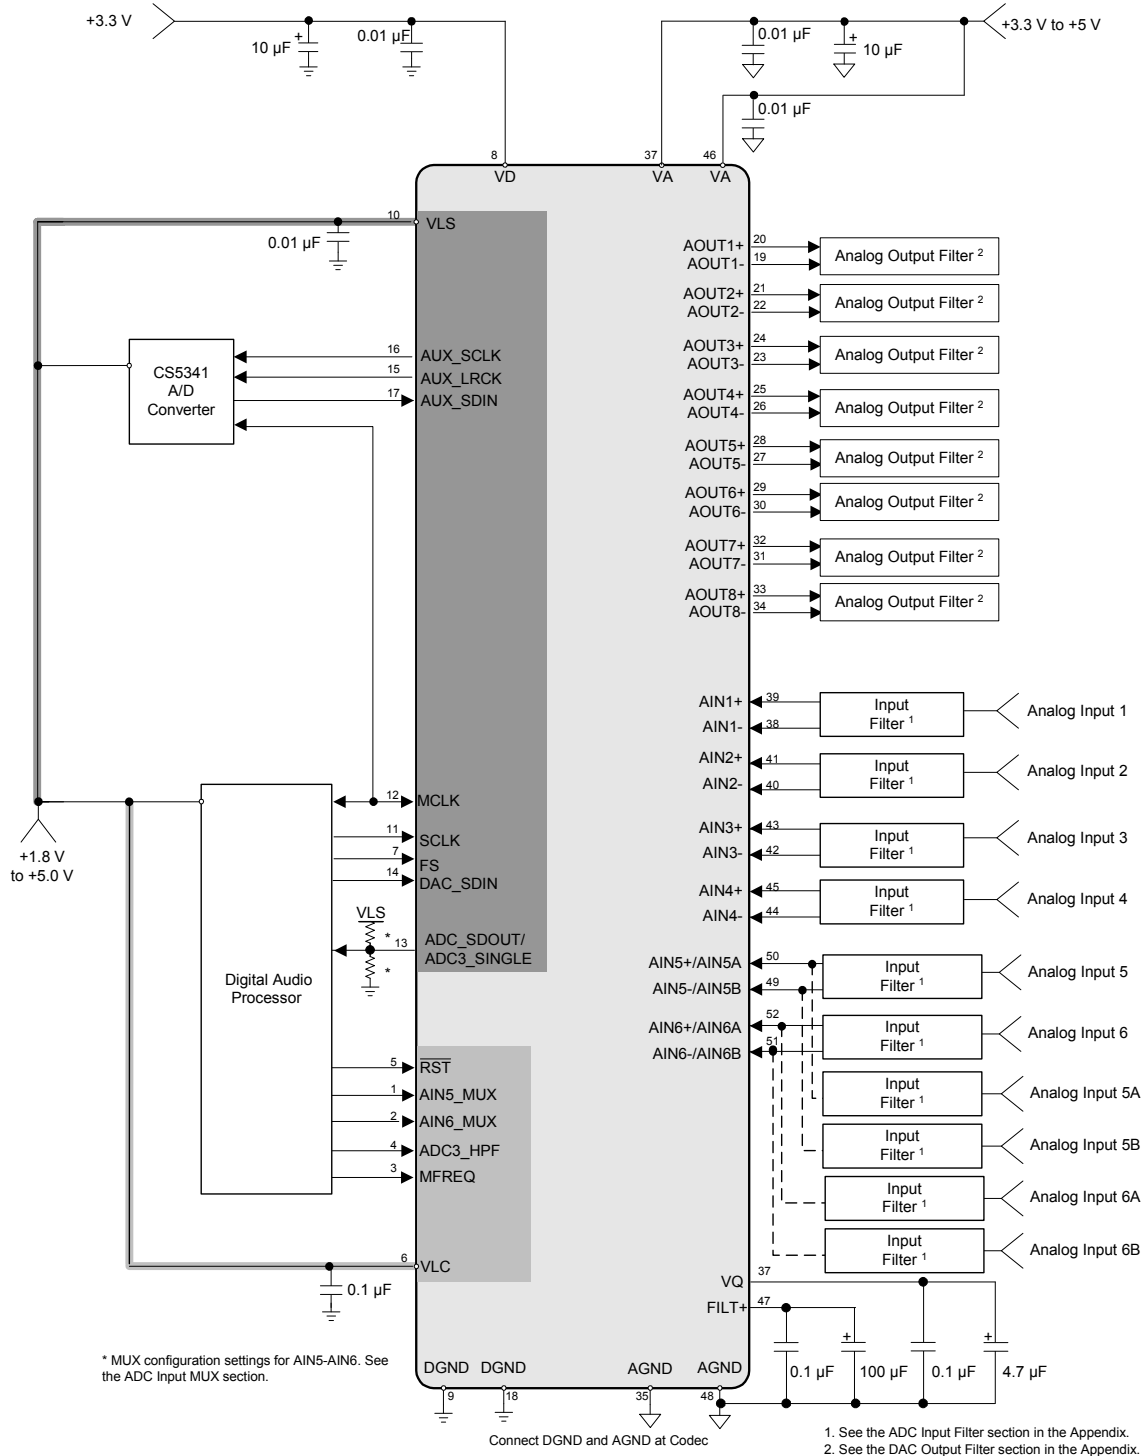 +3.3 V
10 µF
+
0.01 µF
0.01 µF
+
10 µF
+3.3 V to +5 V
0.01 µF
8
37
46
VD
VA
VA
10
VLS
0.01 µF
AOUT1+ 20
AOUT1- 19
Analog Output Filter 2
AOUT2+ 21
AOUT2- 22
Analog Output Filter 2
AOUT3+ 24
AOUT3- 23
Analog Output Filter 2
AOUT4+ 25
AOUT4- 26
Analog Output Filter 2
AOUT5+ 28
AOUT5- 27
Analog Output Filter 2
AOUT6+ 29
AOUT6- 30
Analog Output Filter 2
AOUT7+ 32
AOUT7- 31
Analog Output Filter 2
AOUT8+ 33
AOUT8- 34
Analog Output Filter 2
CS5341
A/D
Converter
16 AUX_SCLK
15 AUX_LRCK
17 AUX_SDIN
AIN1+ 39
AIN1- 38
Input
Filter 1
Analog Input 1
AIN2+ 41
AIN2- 40
Input
Filter 1
Analog Input 2
AIN3+ 43
AIN3- 42
Input
Filter 1
Analog Input 3
AIN4+ 45
AIN4- 44
Input
Filter 1
Analog Input 4
AIN5+/AIN5A 50
AIN5-/AIN5B 49
Input
Filter 1
Analog Input 5
AIN6+/AIN6A 52
AIN6-/AIN6B 51
Input
Filter 1
Analog Input 6
Input
Filter 1
Analog Input 5A
Input
Filter 1
Analog Input 5B
Input
Filter 1
Analog Input 6A
Input
Filter 1
Analog Input 6B
+1.8 V
to +5.0 V
Digital Audio
Processor
12 MCLK
11 SCLK
7 FS
14 DAC_SDIN
VLS
*
*
13 ADC_SDOUT/
ADC3_SINGLE
5 RST
1 AIN5_MUX
2 AIN6_MUX
4 ADC3_HPF
3 MFREQ
6 VLC
0.1 µF
VQ 37
FILT+ 47
0.1 µF
+
100 µF
0.1 µF
+
4.7 µF
DGND
DGND
AGND
AGND
9
18
35
48
* MUX configuration settings for AIN5-AIN6. See
the ADC Input MUX section.
Connect DGND and AGND at Codec
1. See the ADC Input Filter section in the Appendix.
2. See the DAC Output Filter section in the Appendix.